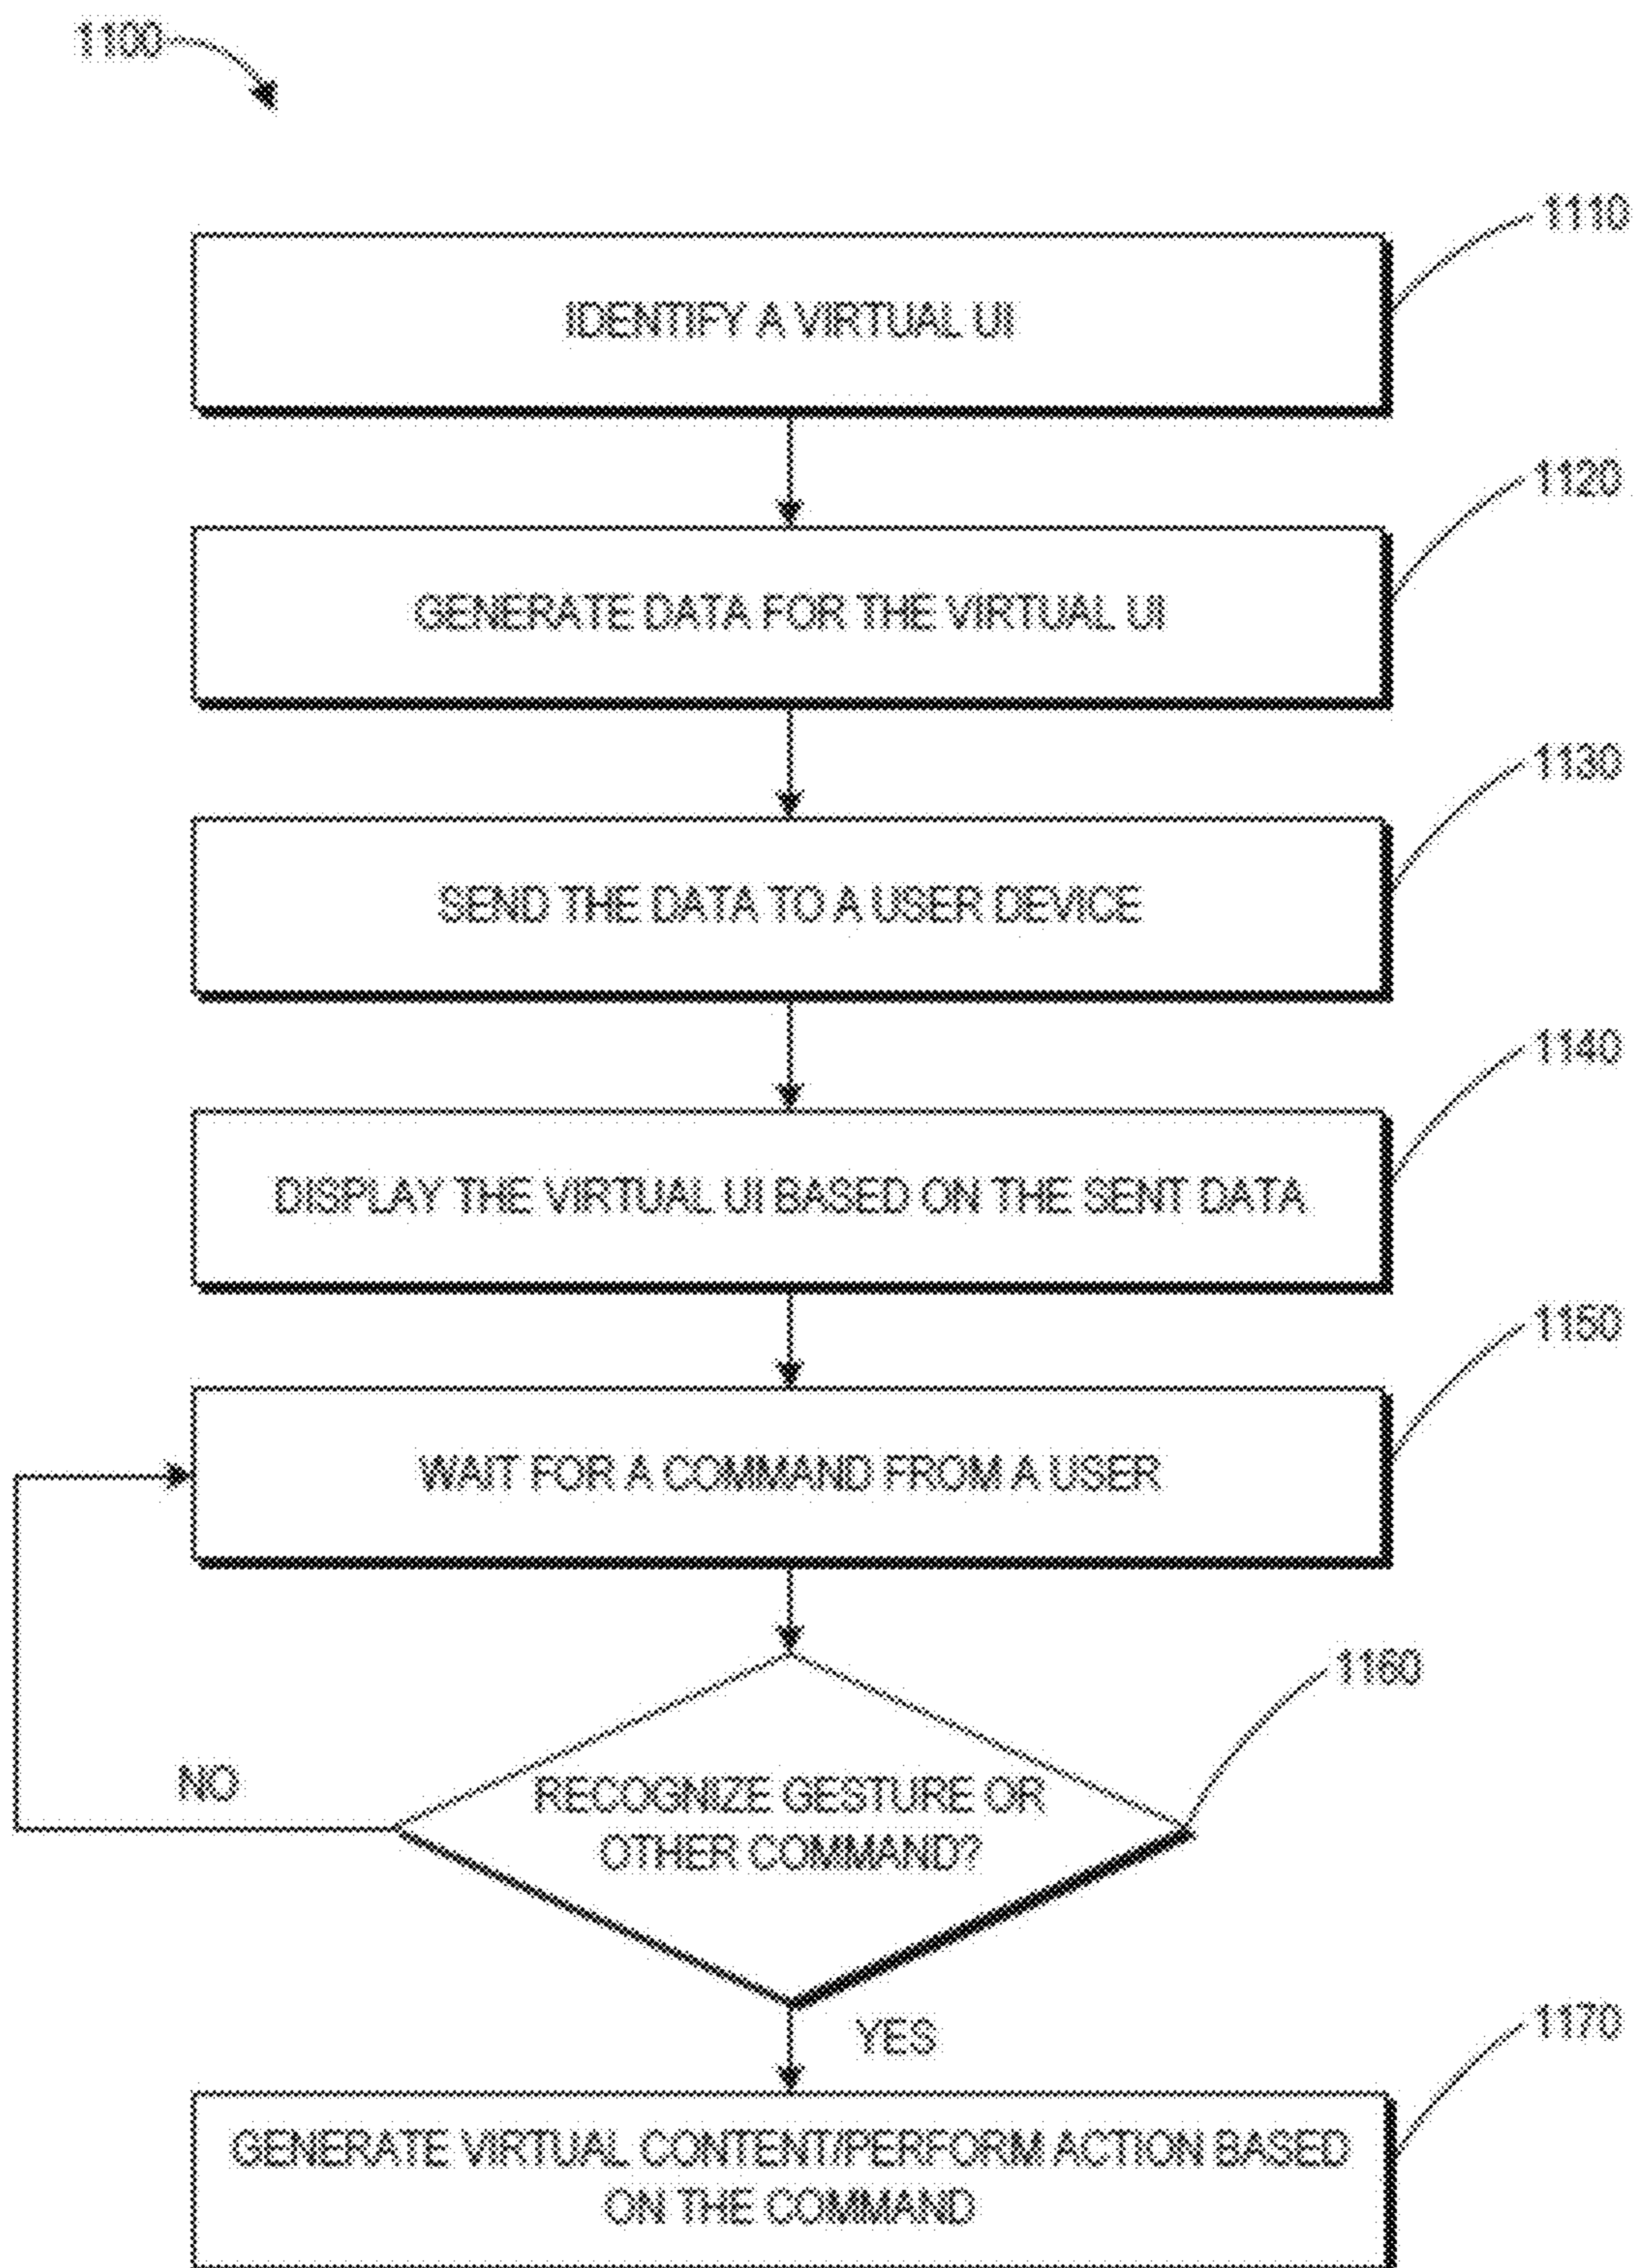 1100
1110
IDENTIFY A VIRTUAL UI
1120
GENERATE DATA FOR THE VIRTUAL UI
1130
SEND THE DATA TO A USER DEVICE
1140
DISPLAY THE VIRTUAL UI BASED ON THE SENT DATA
1150
WAIT FOR A COMMAND FROM A USER
1160
NO
RECOGNIZE GESTURE OR
OTHER COMMAND?
YES
1170
GENERATE VIRTUAL CONTENT/PERFORM ACTION BASED
ON THE COMMAND